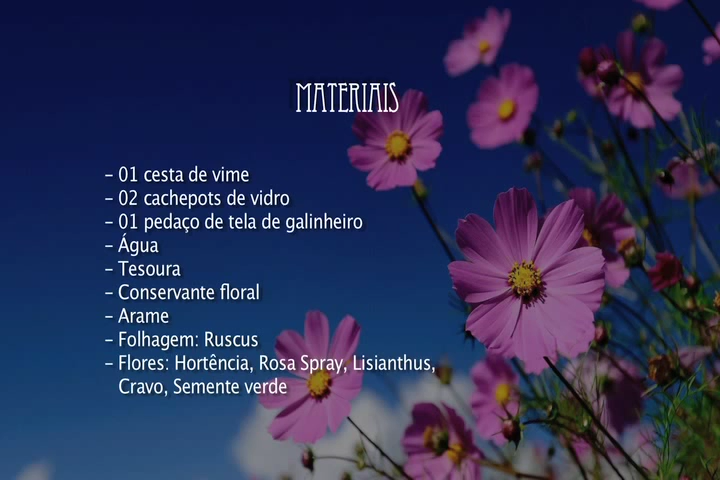 MATERIAIS
- 01 cesta de vime
- 02 cachepots de vidro
- 01 pedaço de tela de galinheiro
- Água
- Tesoura
- Conservante floral
- Arame
- Folhagem: Ruscus
- Flores: Hortência, Rosa Spray, Lisianthus,
Cravo, Semente verde